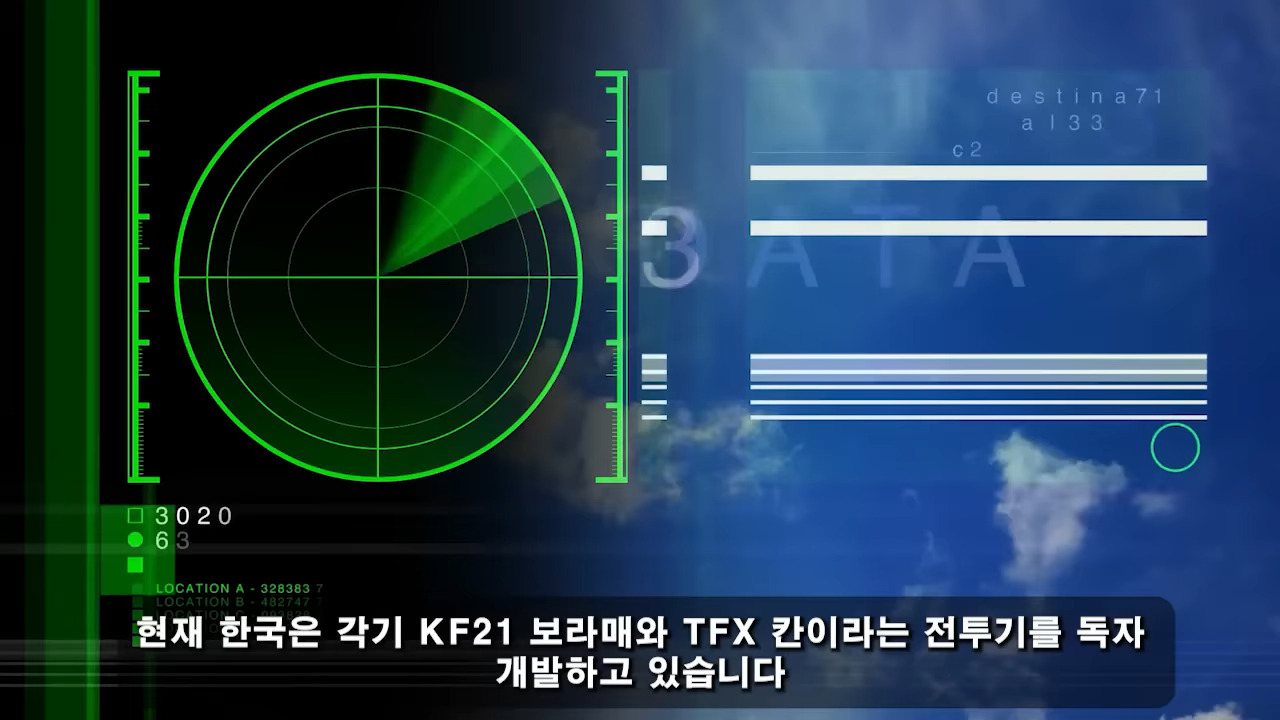 destina71
al33
c2
3ATA
3020
63
LOCATION A - 328383 7
LOCATION B - 482747 7
현재 한국은 각기 KF21 보라매와 TFX 칸이라는 전투기를 독자
개발하고 있습니다